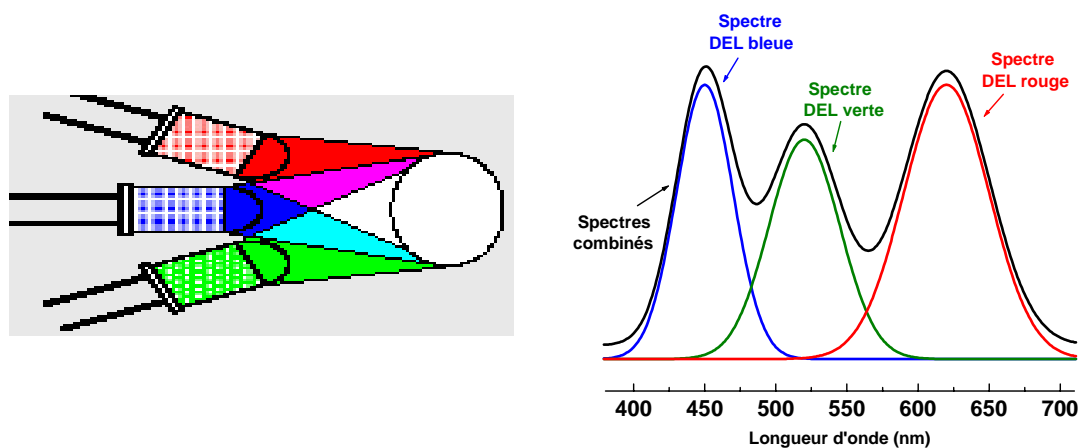 Spectre
DEL bleue
Spectre
DEL verte
Spectre
DEL rouge
Spectres
combinés
400 450 500 550 600 650 700
Longueur d'onde (nm)